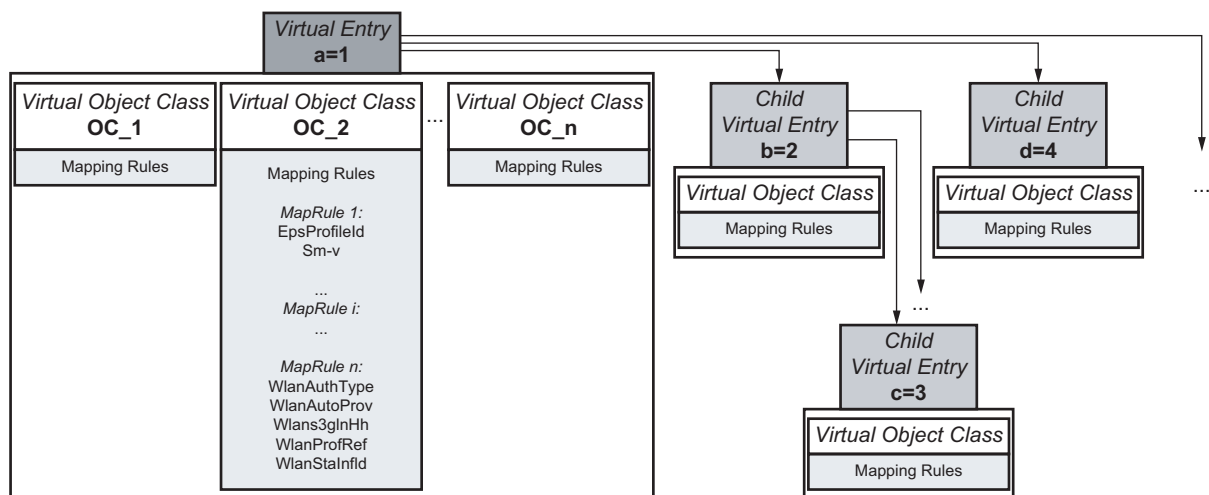 Virtual Entry
a=1
Virtual Object Class
OC_1
Mapping Rules
Virtual Object Class
OC_2
Mapping Rules
MapRule 1:
EpsProfileId
Sm-v
...
MapRule i:
...
MapRule n:
WlanAuthType
WlanAutoProv
Wlans3glnHh
WlanProfRef
WlanStaInfld
...
Virtual Object Class
OC_n
Mapping Rules
Child
Virtual Entry
b=2
Virtual Object Class
Mapping Rules
Child
Virtual Entry
d=4
Virtual Object Class
Mapping Rules
...
...
Child
Virtual Entry
c=3
Virtual Object Class
Mapping Rules